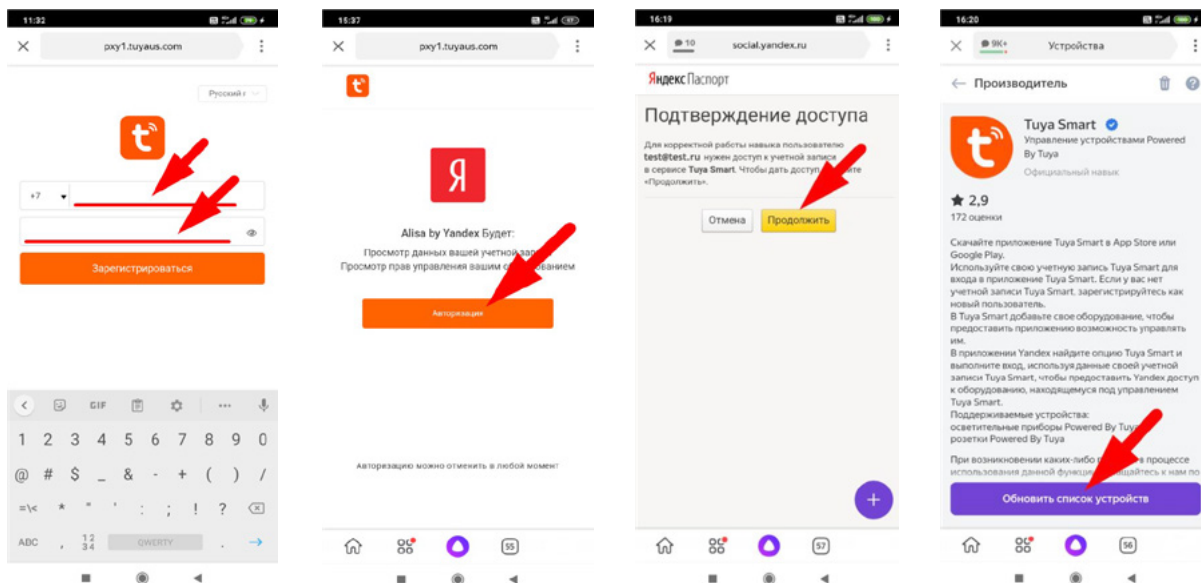 11:32
pxy1.tuyaus.com
Русский.r
+7
Зарегистрироваться
GIF
1 2 3 4 5 6 7 8 9 0
@ # $ _ & - + ( ) /
=\< * " ' : ; ! ? 
ABC , 12 34 QWERTY .
15:37
pxy1.tuyaus.com
Я
Alisa by Yandex Будет:
Просмотр данных вашей учетной
Просмотр прав управления вашим
Авторизация
Авторизацию можно отменить в любой момент
55
16:19
10
social.yandex.ru
Яндекс Паспорт
Подтверждение доступа
Для корректной работы навыка пользователю
test@test.ru нужен доступ к учетной записи
в сервисе Tuya Smart. Чтобы дать доступ,
«Продолжить».
Отмена
Продолжить
57
16:20
9K+
Устройства
Производитель
Tuya Smart
Управление устройствами Powered
By Tuya
Официальный навык
2,9
172 оценки
Скачайте приложение Tuya Smart в App Store или
Google Play.
Используйте свою учетную запись Tuya Smart для
входа в приложение Tuya Smart. Если у вас нет
учетной записи Tuya Smart, зарегистрируйтесь как
новый пользователь.
В Tuya Smart добавьте свое оборудование, чтобы
предоставить приложению возможность управлять
им.
В приложении Yandex найдите опцию Tuya Smart и
выполните вход, используя данные своей учетной
записи Tuya Smart, чтобы предоставить Yandex доступ
к оборудованию, находящемуся под управлением
Tuya Smart.
Поддерживаемые устройства:
осветительные приборы Powered By Tuya
розетки Powered By Tuya
При возникновении каких-либо в процессе
использования данной функции к нам по
Обновить список устройств
56